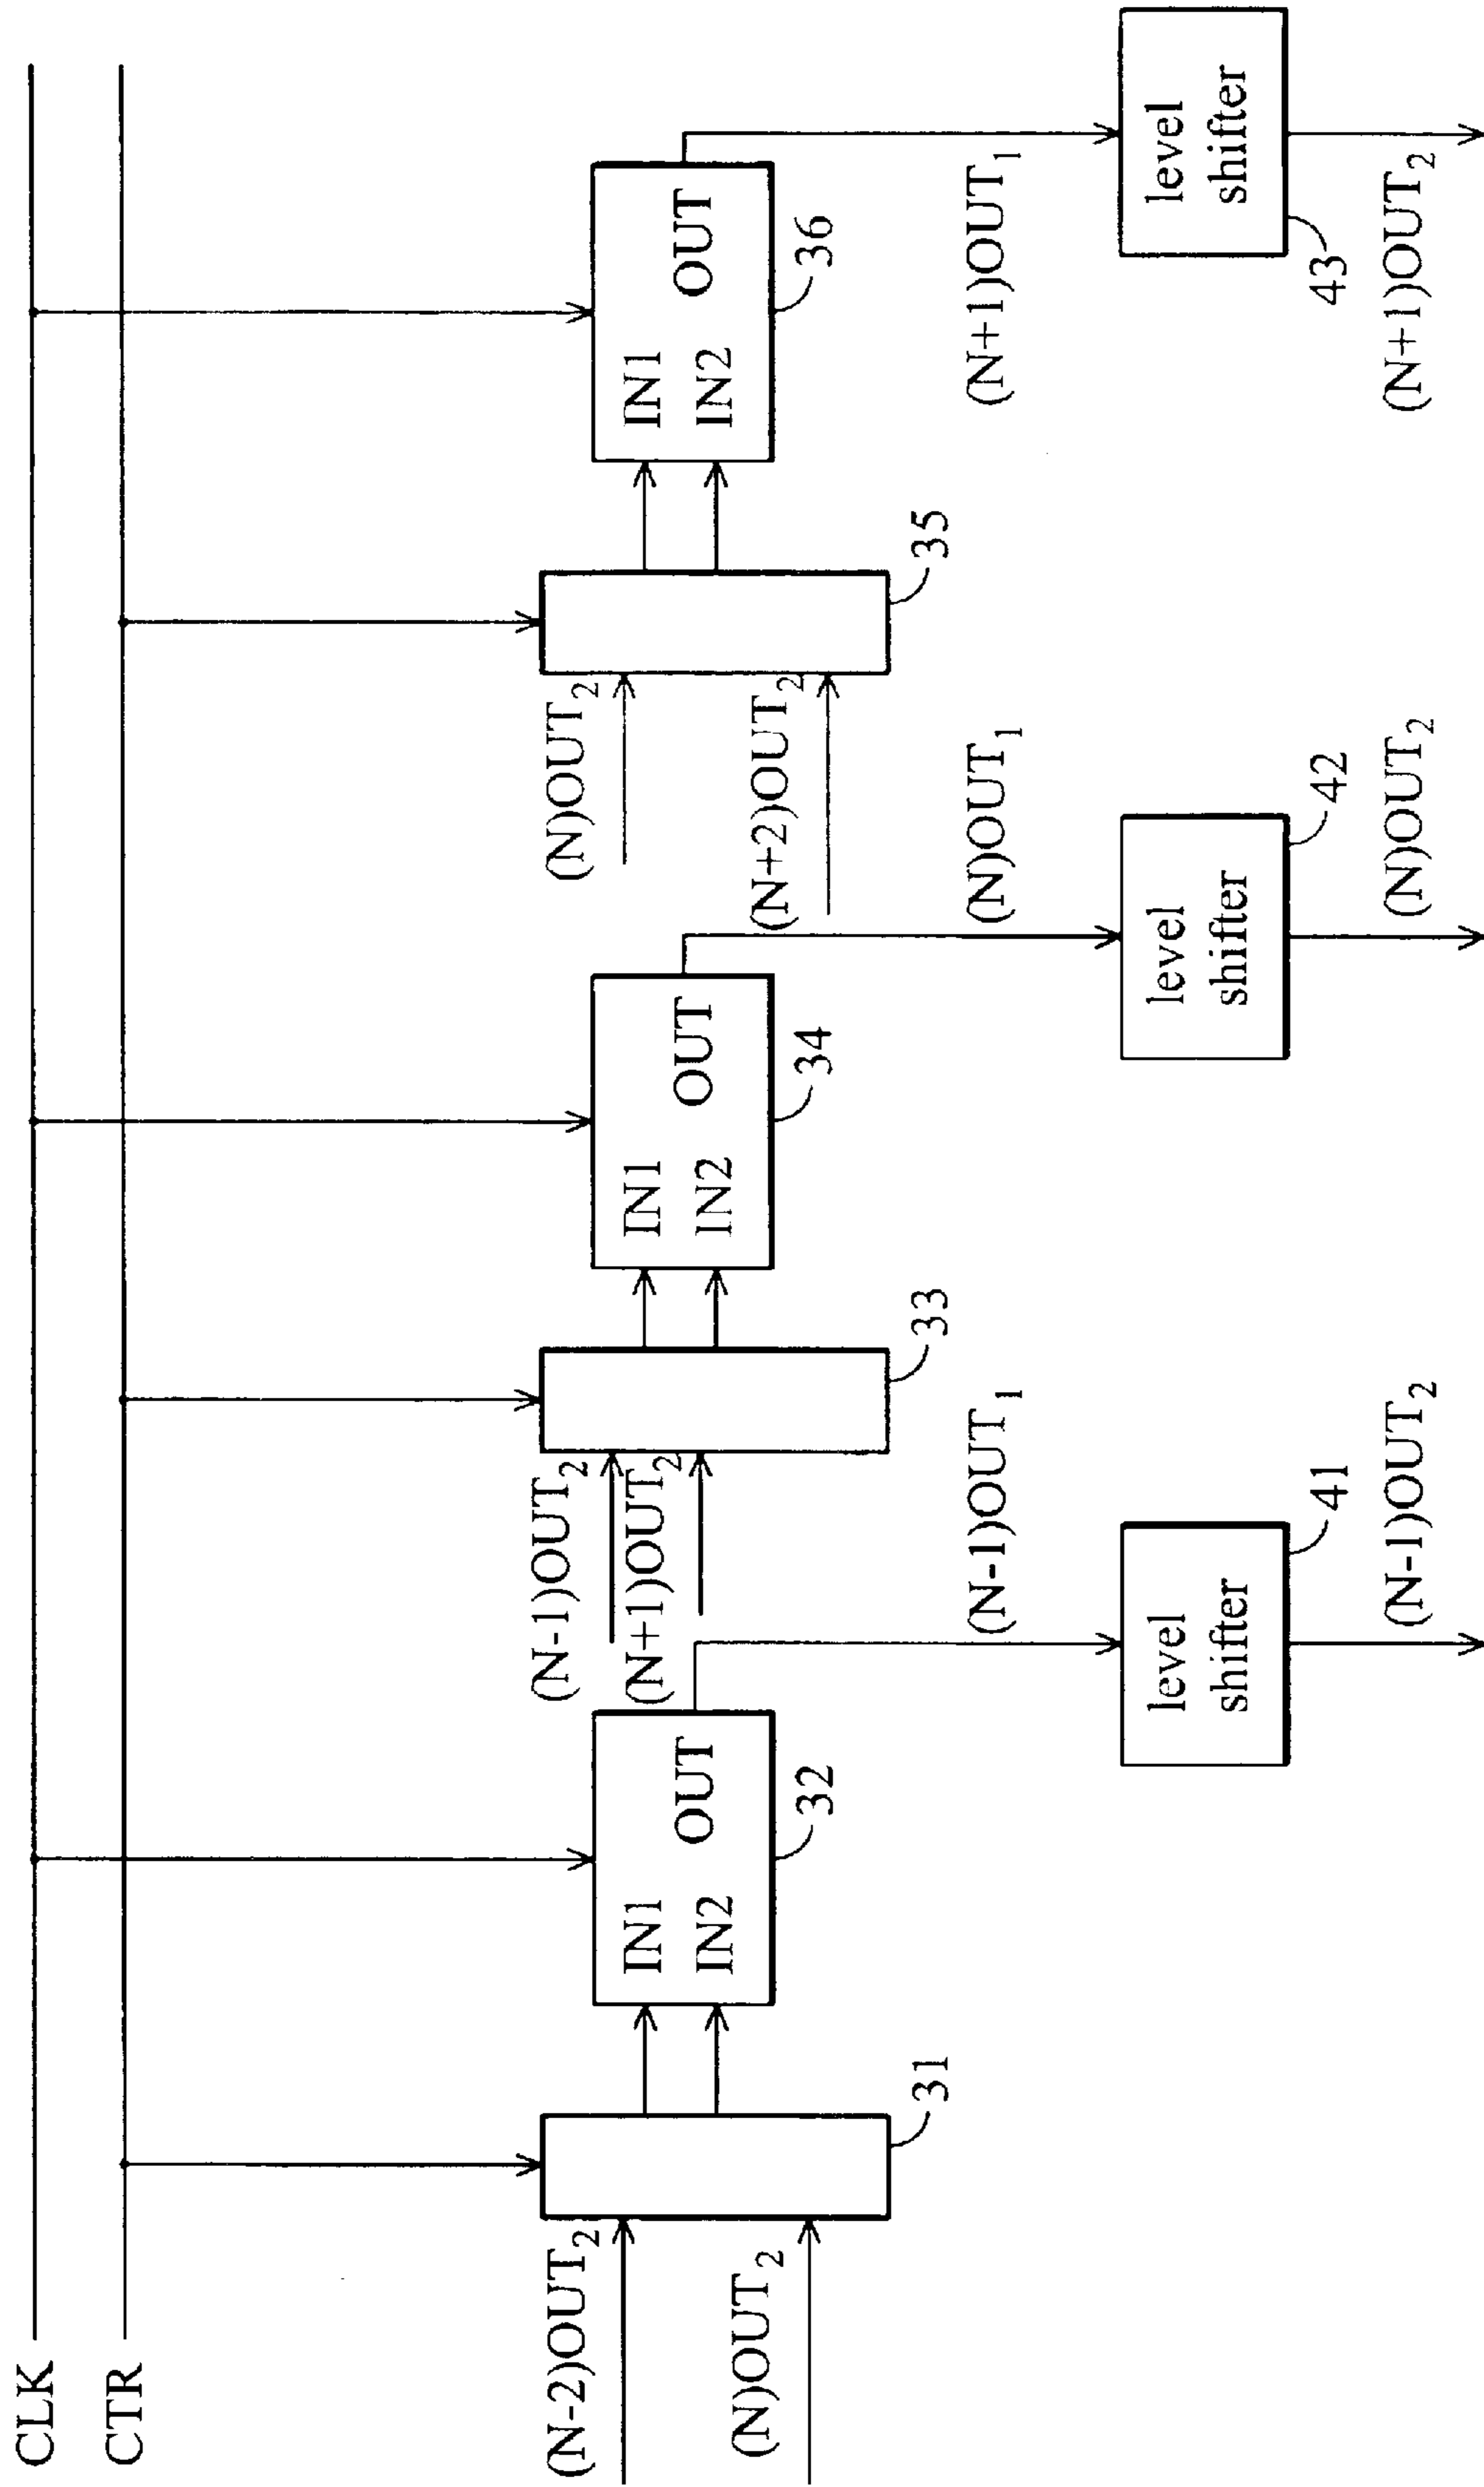 CLK
CTR
(N-2)OUT₂
(N)OUT₂
31
IN1
IN2
OUT
32
(N-1)OUT₂
(N+1)OUT₂
33
IN1
IN2
OUT
34
(N)OUT₂
(N+2)OUT₂
35
IN1
IN2
OUT
36
(N-1)OUT₁
level
shifter
41
(N-1)OUT₂
(N)OUT₁
level
shifter
42
(N)OUT₂
(N+1)OUT₁
level
shifter
43
(N+1)OUT₂